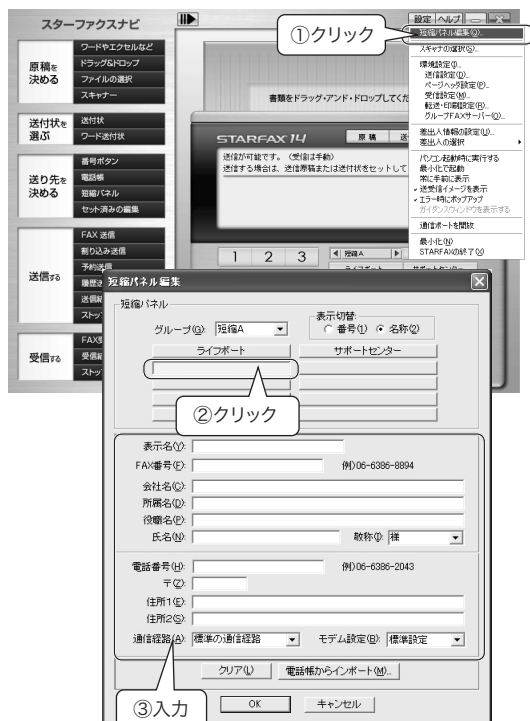 スターファクスナビ
原稿を
決める
ワードやエクセルなど
ドラッグ&ドロップ
ファイルの選択
スキャナー
送付状を
選ぶ
送付状
ワード送付状
送り先を
決める
番号ボタン
電話帳
短縮パネル
セット済みの編集
送信する
FAX 送信
割り込み送信
予約送信
受信する
設定 ヘルプ
①クリック
短縮パネル編集(Q)...
スキャナの選択(S)...
環境設定(I)...
送信設定(D)...
ページヘッダ設定(P)...
受信設定(M)...
転送・印刷設定(R)...
グループFAXサーバー(O)...
差出人情報の設定(U)...
差出人の選択
パソコン起動時に実行する
最小化で起動
常に手前に表示
送受信イメージを表示
エラー時にポップアップ
ガイダンスウィンドウを表示する
通信ポートを開放
最小化(N)
STARFAXの終了(X)
書類をドラッグ・アンド・ドロップしてくだ
STARFAX 14
原稿
送信が可能です。 (受信は手動)
送信する場合は、送信原稿または送付状をセットして
1 2 3
短縮A
短縮パネル編集
短縮パネル
グループ(G): 短縮A
表示切替:
番号(1) 名称(2)
ライフボート サポートセンター
②クリック
表示名(Y):
FAX番号(F): 例)06-6386-8894
会社名(C):
所属名(D):
役職名(P):
氏名(N): 敬称(I): 様
電話番号(H): 例)06-6386-2043
〒(Z):
住所1(E):
住所2(S):
通信経路(A): 標準の通信経路 モデム設定(B): 標準設定
クリア(L) 電話帳からインポート(M)...
③入力
OK キャンセル